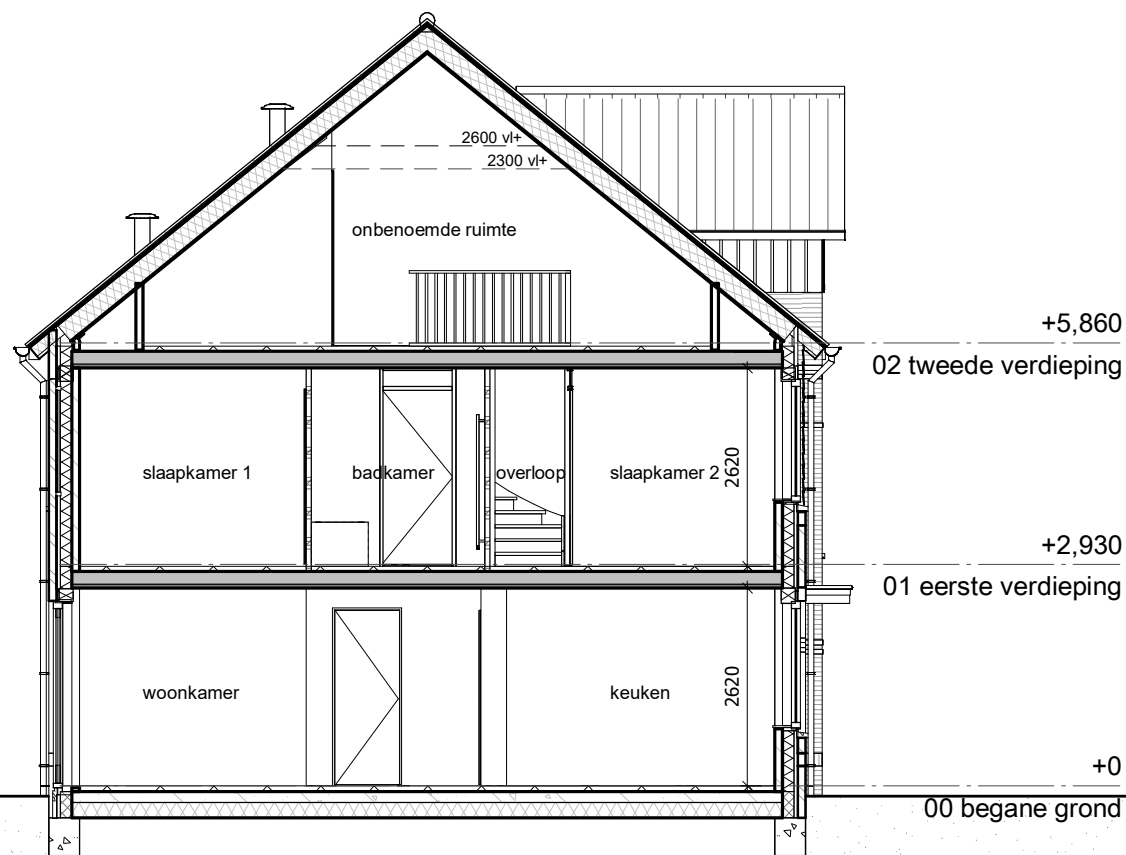 2600 vl+
2300 vl+
onbenoemde ruimte
+5,860
02 tweede verdieping
slaapkamer 1
badkamer
overloop
slaapkamer 2
2620
+2,930
01 eerste verdieping
woonkamer
keuken
2620
+0
00 begane grond